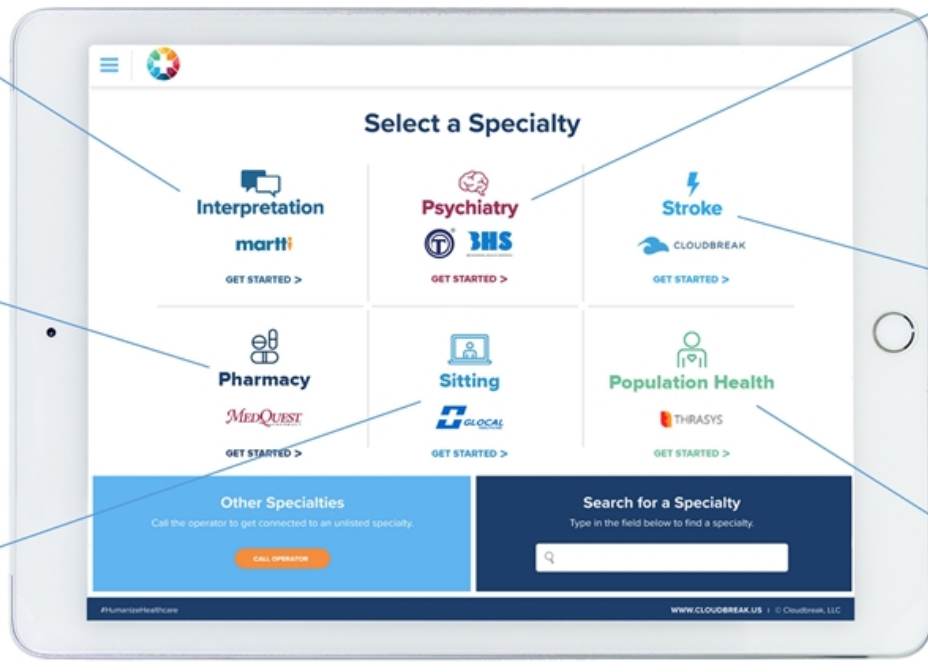 Select a Specialty
Interpretation
martti
GET STARTED >
Psychiatry
BHS
GET STARTED >
Stroke
CLOUDBREAK
GET STARTED >
Pharmacy
MEDQUEST
GET STARTED >
Sitting
GLOCAL
GET STARTED >
Population Health
THRASYS
GET STARTED >
Other Specialties
Call the operator to get connected to an unlisted specialty.
CALL OPERATOR
Search for a Specialty
Type in the field below to find a specialty.
#HumanizeHealthcare
WWW.CLOUDBREAK.US | © Cloudbreak, LLC